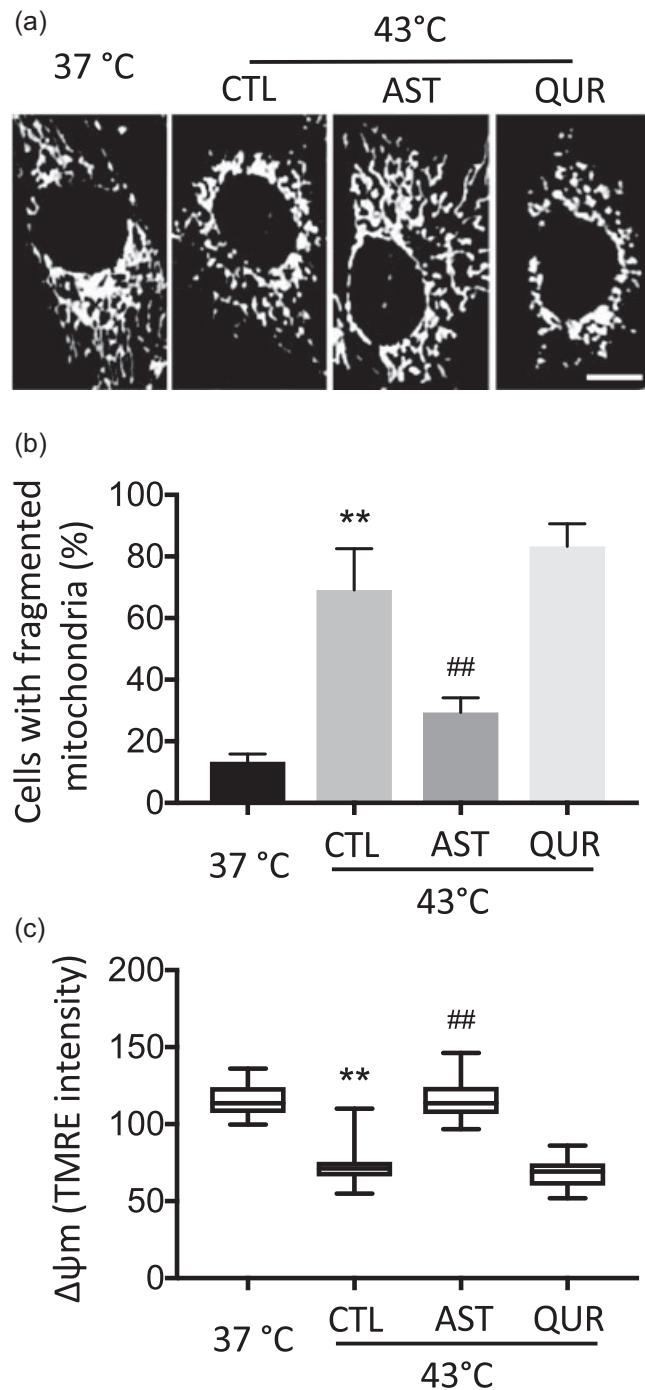 (a)
43°C
37 °C
CTL AST QUR
(b)
Cells with fragmented
mitochondria (%)
100
80
60
40
20
0
**
##
37 °C
CTL AST QUR
43°C
(c)
Δψm (TMRE intensity)
200
150
100
50
0
**
##
37 °C
CTL AST QUR
43°C